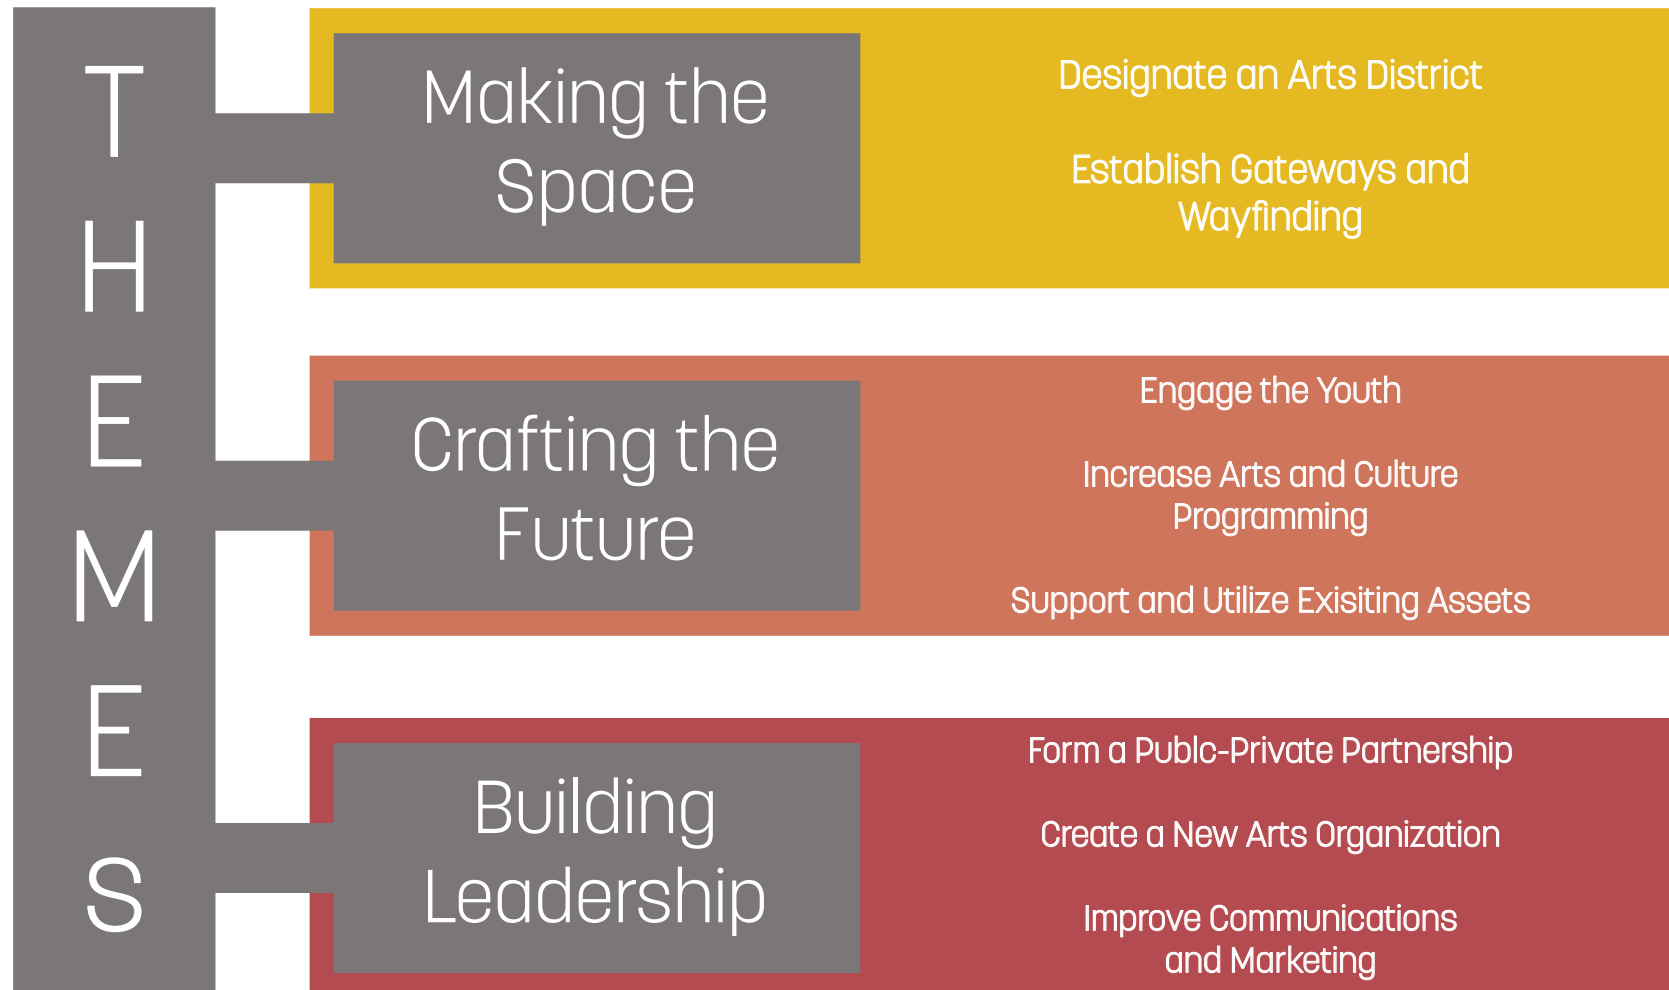 THEMES
Making the
Space
Designate an Arts District
Establish Gateways and
Wayfinding
Crafting the
Future
Engage the Youth
Increase Arts and Culture
Programming
Support and Utilize Exisiting Assets
Building
Leadership
Form a Publc-Private Partnership
Create a New Arts Organization
Improve Communications
and Marketing